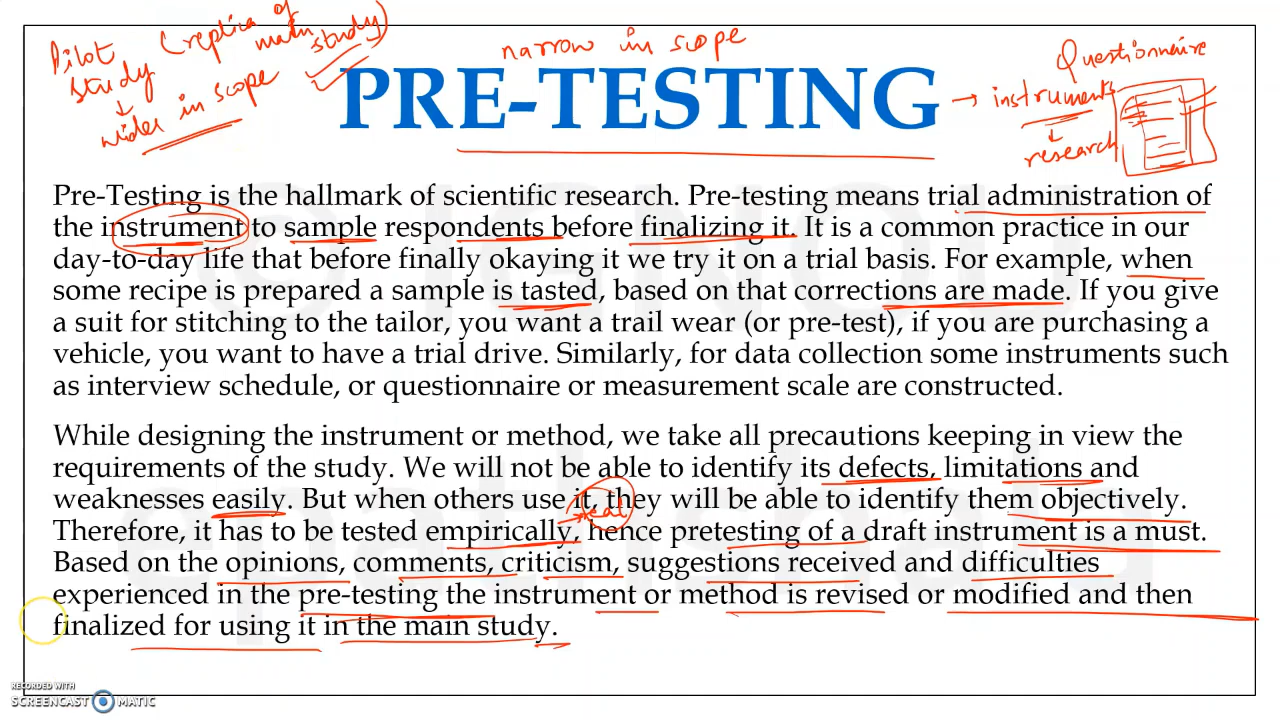 Pilot study (replica of main study)
↓
wider in scope
narrow in scope
PRE-TESTING
→ instruments
↓
research
Questionnaire
Pre-Testing is the hallmark of scientific research. Pre-testing means trial administration of
the instrument to sample respondents before finalizing it. It is a common practice in our
day-to-day life that before finally okaying it we try it on a trial basis. For example, when
some recipe is prepared a sample is tasted, based on that corrections are made. If you give
a suit for stitching to the tailor, you want a trail wear (or pre-test), if you are purchasing a
vehicle, you want to have a trial drive. Similarly, for data collection some instruments such
as interview schedule, or questionnaire or measurement scale are constructed.
While designing the instrument or method, we take all precautions keeping in view the
requirements of the study. We will not be able to identify its defects, limitations and
weaknesses easily. But when others use it, they will be able to identify them objectively.
real
Therefore, it has to be tested empirically, hence pretesting of a draft instrument is a must.
Based on the opinions, comments, criticism, suggestions received and difficulties
experienced in the pre-testing the instrument or method is revised or modified and then
finalized for using it in the main study.
RECORDED WITH
SCREENCAST MATIC